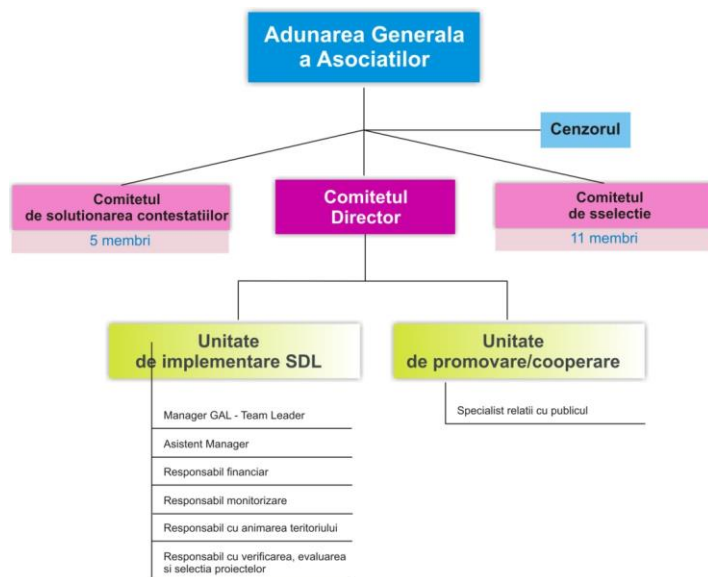 Adunarea Generala
a Asociatilor
Cenzorul
Comitetul
de solutionarea contestatiilor
5 membri
Comitetul
Director
Comitetul
de sselectie
11 membri
Unitate
de implementare SDL
Unitate
de promovare/cooperare
Manager GAL - Team Leader
Asistent Manager
Responsabil financiar
Responsabil monitorizare
Responsabil cu animarea teritoriului
Responsabil cu verificarea, evaluarea
si selectia proiectelor
Specialist relatii cu publicul